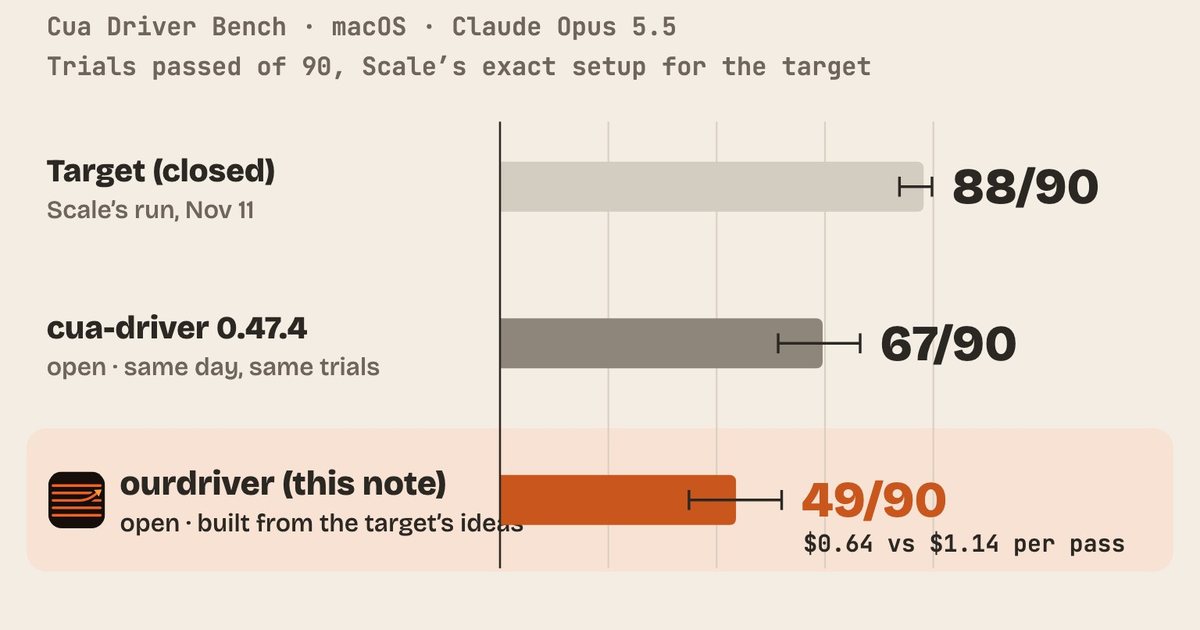 Cua Driver Bench · macOS · Claude Opus 5.5
Trials passed of 90, Scale’s exact setup for the target
Target (closed)
Scale’s run, Nov 11
88/90
cua-driver 0.47.4
open · same day, same trials
67/90
ourdriver (this note)
open · built from the target’s ideas
49/90
$0.64 vs $1.14 per pass